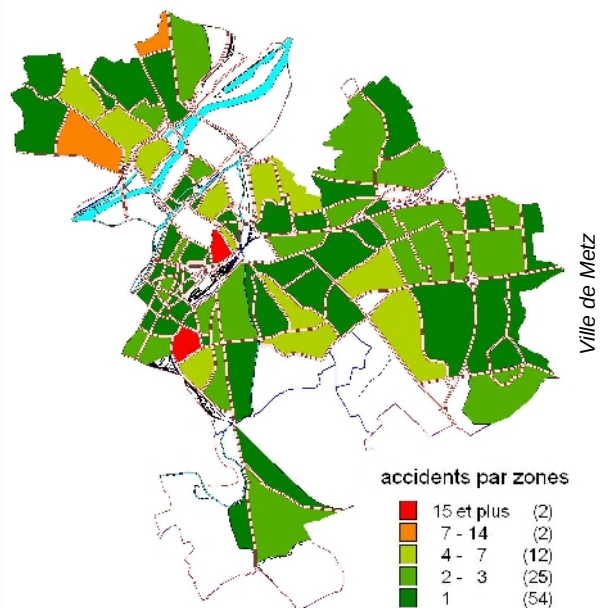 Ville de Metz
accidents par zones
15 et plus (2)
7 - 14 (2)
4 - 7 (12)
2 - 3 (25)
1 (54)